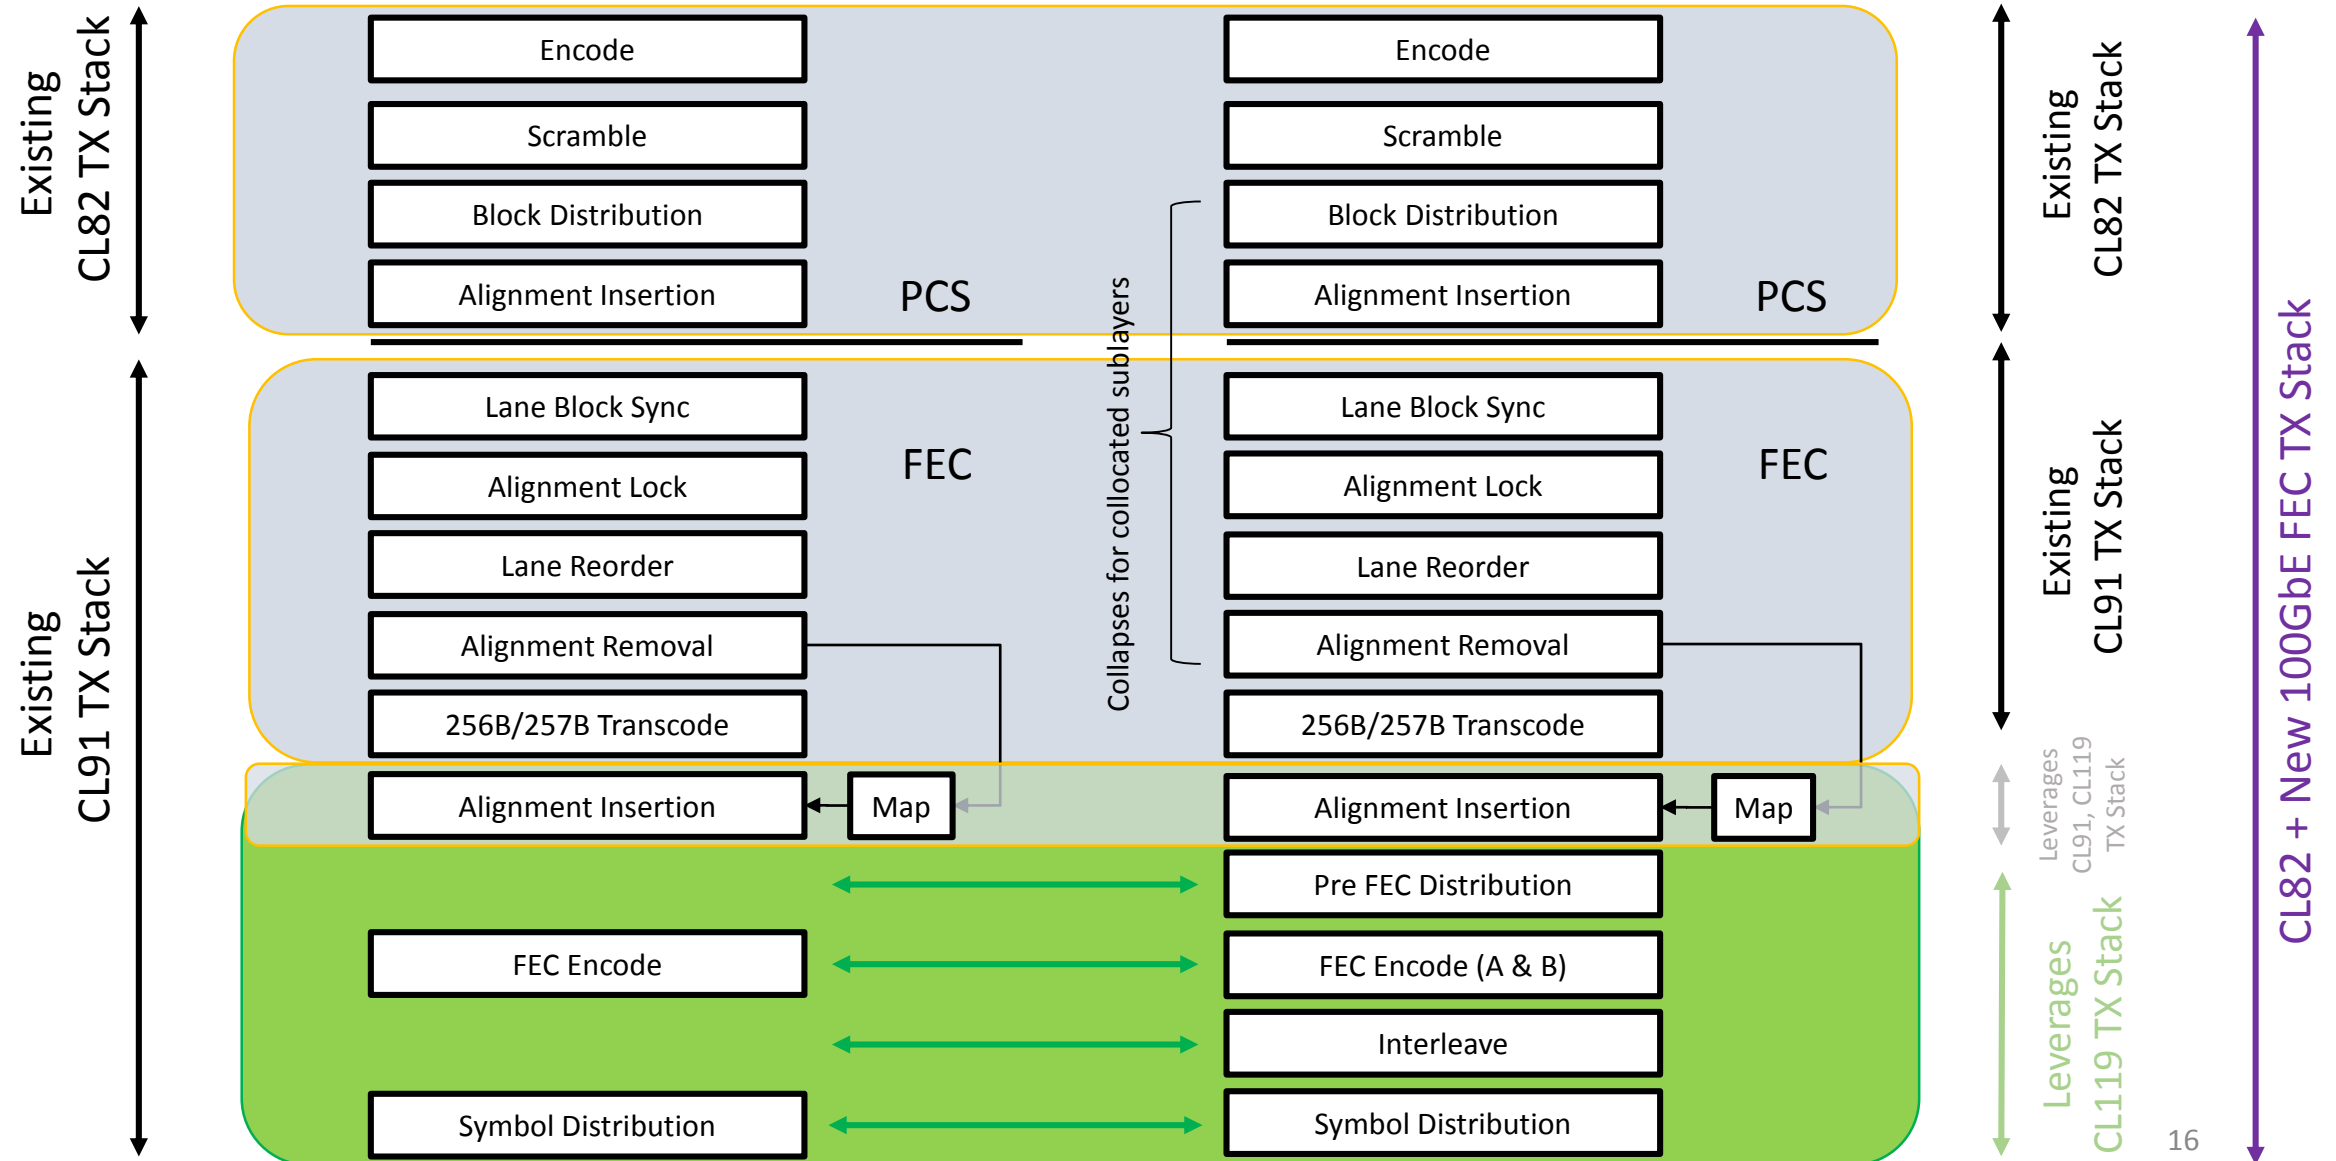 Existing
CL82 TX Stack
Existing
CL91 TX Stack
Encode
Scramble
Block Distribution
Alignment Insertion
PCS
Lane Block Sync
Alignment Lock
FEC
Lane Reorder
Alignment Removal
256B/257B Transcode
Alignment Insertion
Map
FEC Encode
Symbol Distribution
Collapses for collocated sublayers
Encode
Scramble
Block Distribution
Alignment Insertion
PCS
Lane Block Sync
Alignment Lock
FEC
Lane Reorder
Alignment Removal
256B/257B Transcode
Alignment Insertion
Map
Pre FEC Distribution
FEC Encode (A & B)
Interleave
Symbol Distribution
Existing
CL82 TX Stack
Existing
CL91 TX Stack
Leverages
CL91, CL119
TX Stack
Leverages
CL119 TX Stack
CL82 + New 100GbE FEC TX Stack
16